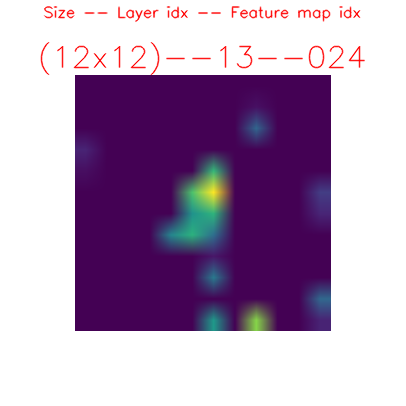 Size -- Layer idx -- Feature map idx
(12x12)--13--024